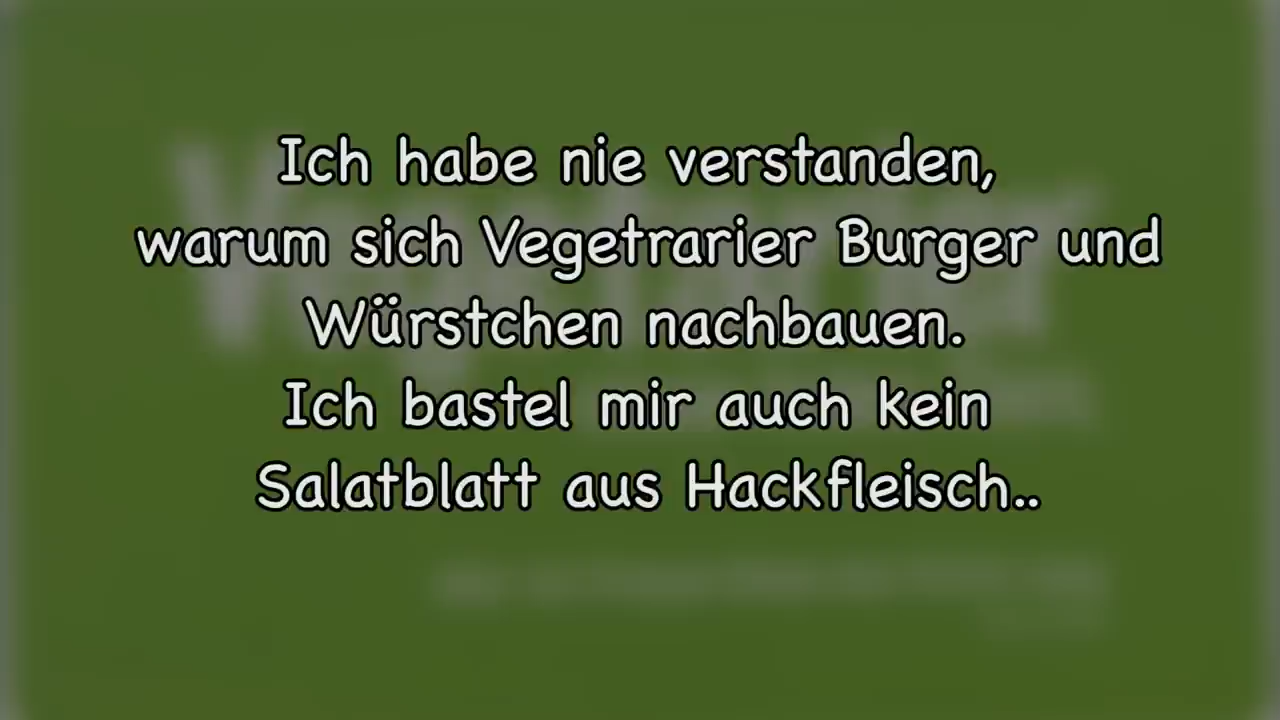 Ich habe nie verstanden,
warum sich Vegetrarier Burger und
Würstchen nachbauen.
Ich bastel mir auch kein
Salatblatt aus Hackfleisch..